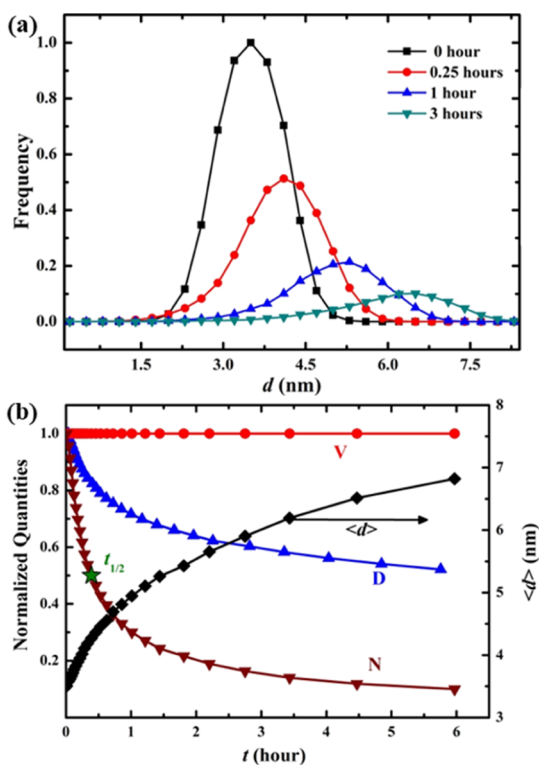 (a)
0 hour
0.25 hours
1 hour
3 hours
Frequency
1.0
0.8
0.6
0.4
0.2
0.0
1.5 3.0 4.5 6.0 7.5
d (nm)
(b)
Normalized Quantities
1.0
0.8
0.6
0.4
0.2
V
<d>
D
N
t1/2
8
7
6
5
4
3
<d> (nm)
0 1 2 3 4 5 6
t (hour)